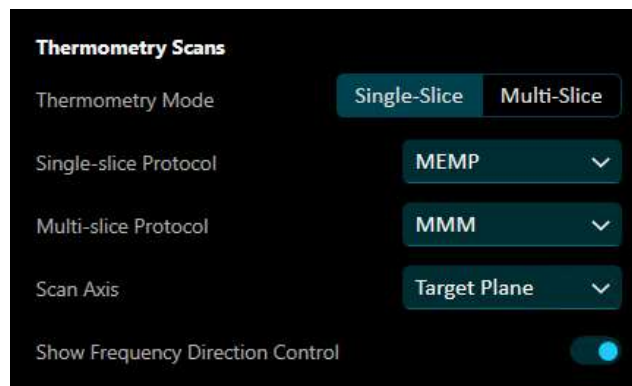 Thermometry Scans
Thermometry Mode Single-Slice Multi-Slice
Single-slice Protocol MEMP
Multi-slice Protocol MMM
Scan Axis Target Plane
Show Frequency Direction Control